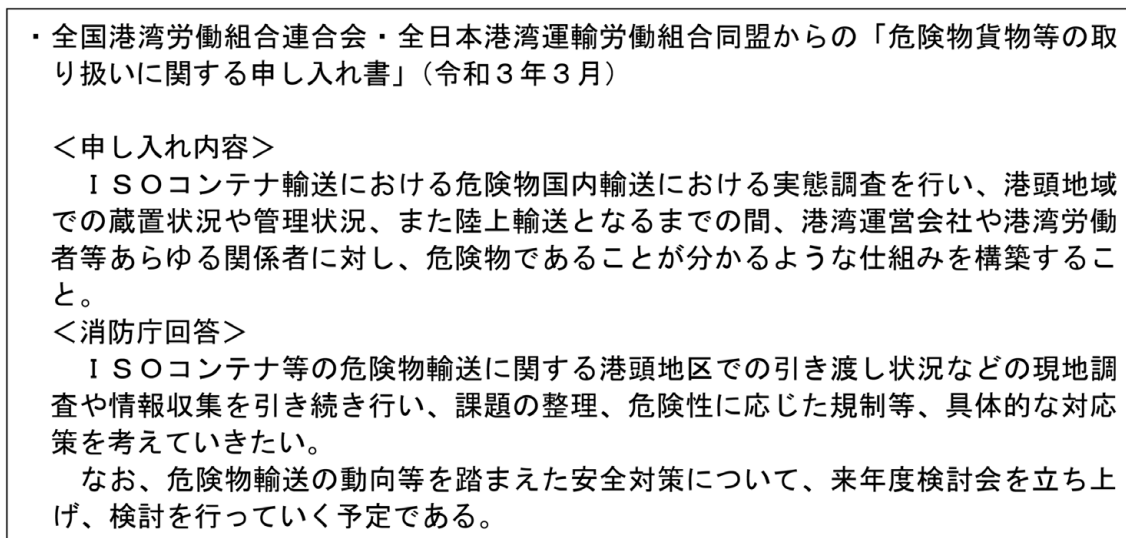 ・全国港湾労働組合連合会・全日本港湾運輸労働組合同盟からの「危険物貨物等の取
り扱いに関する申し入れ書」（令和３年３月）
＜申し入れ内容＞
ＩＳＯコンテナ輸送における危険物国内輸送における実態調査を行い、港頭地域
での蔵置状況や管理状況、また陸上輸送となるまでの間、港湾運営会社や港湾労働
者等あらゆる関係者に対し、危険物であることが分かるような仕組みを構築するこ
と。
＜消防庁回答＞
ＩＳＯコンテナ等の危険物輸送に関する港頭地区での引き渡し状況などの現地調
査や情報収集を引き続き行い、課題の整理、危険性に応じた規制等、具体的な対応
策を考えていきたい。
なお、危険物輸送の動向等を踏まえた安全対策について、来年度検討会を立ち上
げ、検討を行っていく予定である。